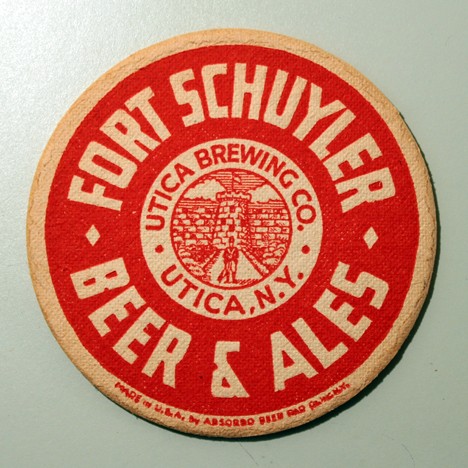 FORT SCHUYLER
UTICA BREWING CO.
UTICA, N.Y.
BEER & ALES
MADE IN U.S.A. by ABSORBO BEER PAD